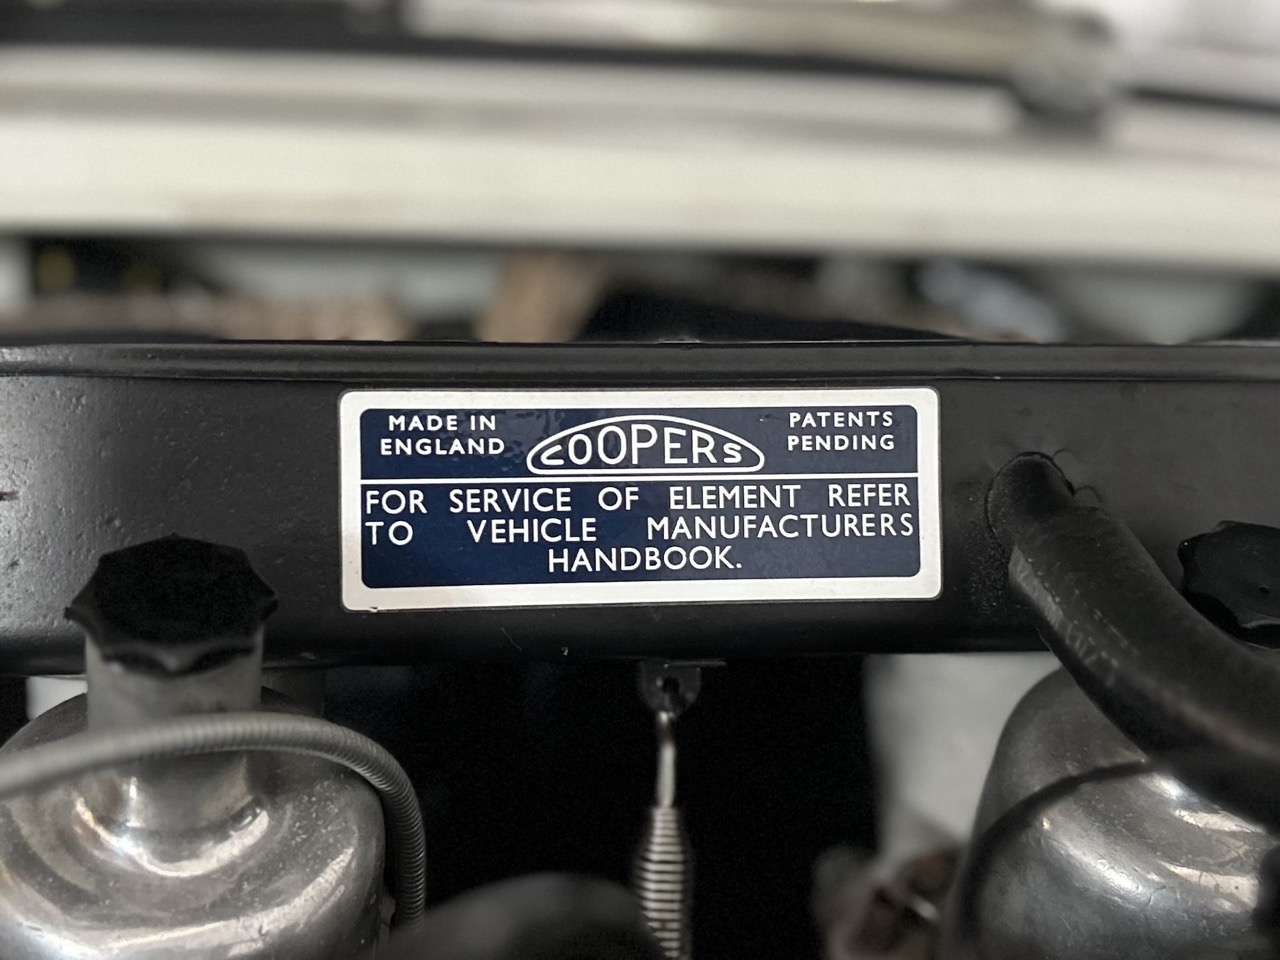 MADE IN
ENGLAND
COOPERS
PATENTS
PENDING
FOR SERVICE OF ELEMENT REFER
TO VEHICLE MANUFACTURERS
HANDBOOK.